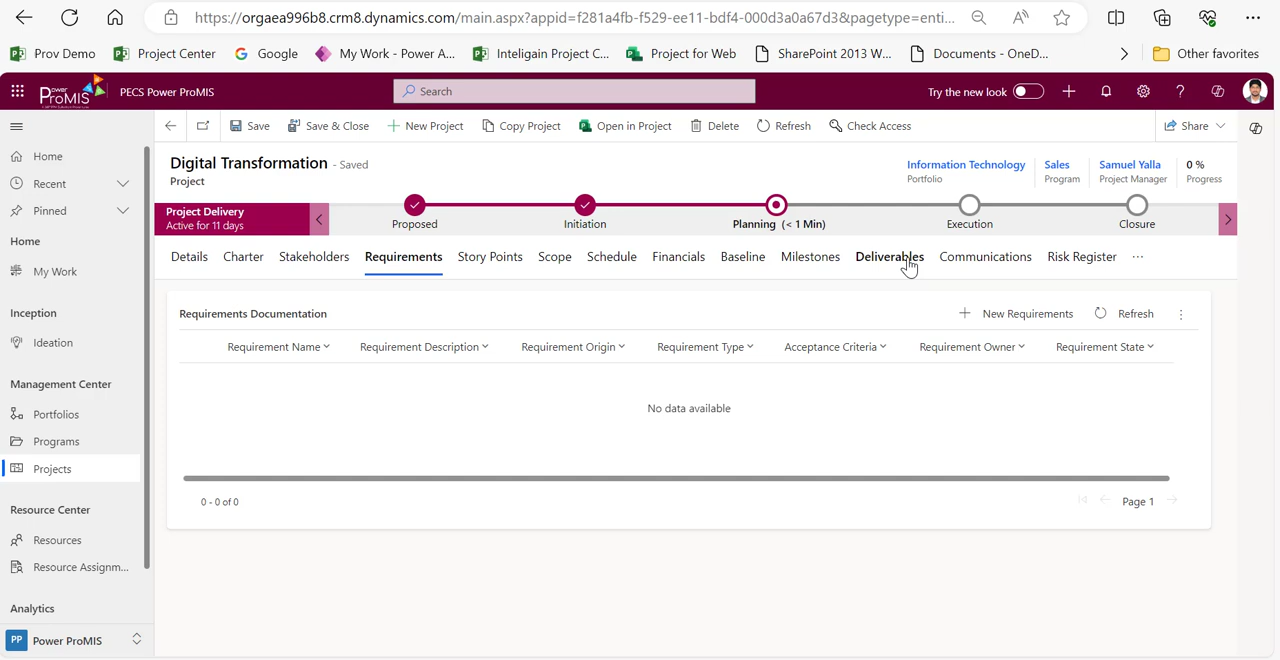 https://orgaea996b8.crm8.dynamics.com/main.aspx?appid=f281a4fb-f529-ee11-bdf4-000d3a0a67d3&pagetype=enti...
Prov Demo Project Center Google My Work - Power A... Inteligain Project C... Project for Web SharePoint 2013 W... Documents - OneD... Other favorites
Power ProMIS PECS Power ProMIS Search Try the new look
Save Save & Close New Project Copy Project Open in Project Delete Refresh Check Access Share
Home
Recent
Pinned
Home
My Work
Inception
Ideation
Management Center
Portfolios
Programs
Projects
Resource Center
Resources
Resource Assignm...
Analytics
PP Power ProMIS
Digital Transformation - Saved
Project
Information Technology Sales Samuel Yalla 0 %
Portfolio Program Project Manager Progress
Project Delivery
Active for 11 days
Proposed Initiation Planning (< 1 Min) Execution Closure
Details Charter Stakeholders Requirements Story Points Scope Schedule Financials Baseline Milestones Deliverables Communications Risk Register ...
Requirements Documentation New Requirements Refresh
Requirement Name Requirement Description Requirement Origin Requirement Type Acceptance Criteria Requirement Owner Requirement State
No data available
0 - 0 of 0 Page 1